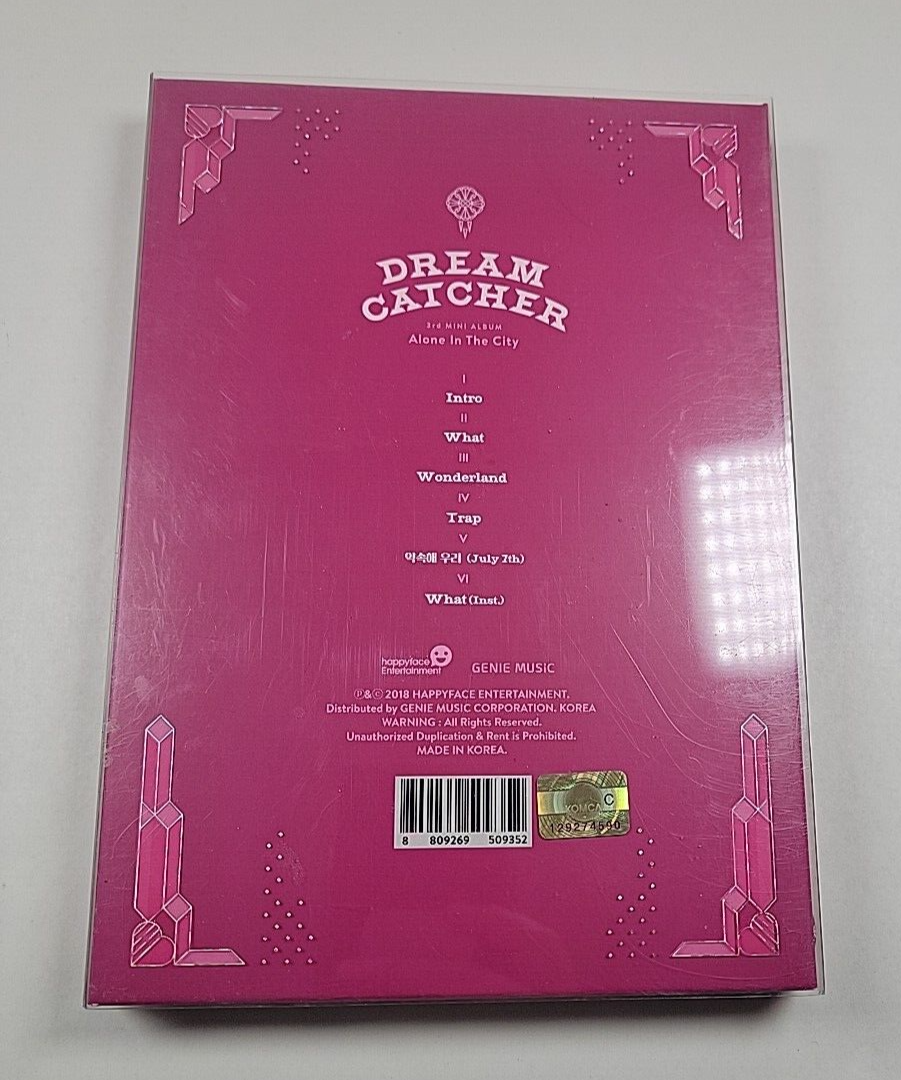 DREAM
CATCHER
3rd MINI ALBUM
Alone In The City
I
Intro
II
What
III
Wonderland
IV
Trap
V
약속해 우리 (July 7th)
VI
What (Inst.)
happyface
Entertainment
GENIE MUSIC
℗&© 2018 HAPPYFACE ENTERTAINMENT.
Distributed by GENIE MUSIC CORPORATION. KOREA
WARNING : All Rights Reserved.
Unauthorized Duplication & Rent is Prohibited.
MADE IN KOREA.
8 809269 509352
KOMCA C
129274590